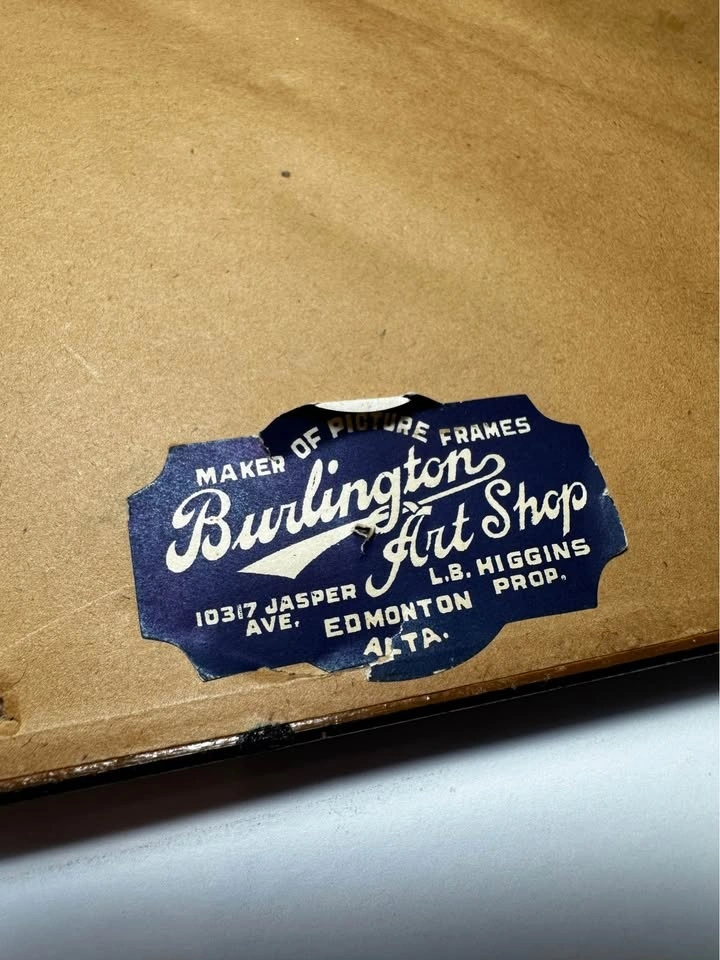 MAKER OF PICTURE FRAMES
Burlington
Art Shop
L.B. HIGGINS
PROP.
10317 JASPER
AVE.
EDMONTON
ALTA.